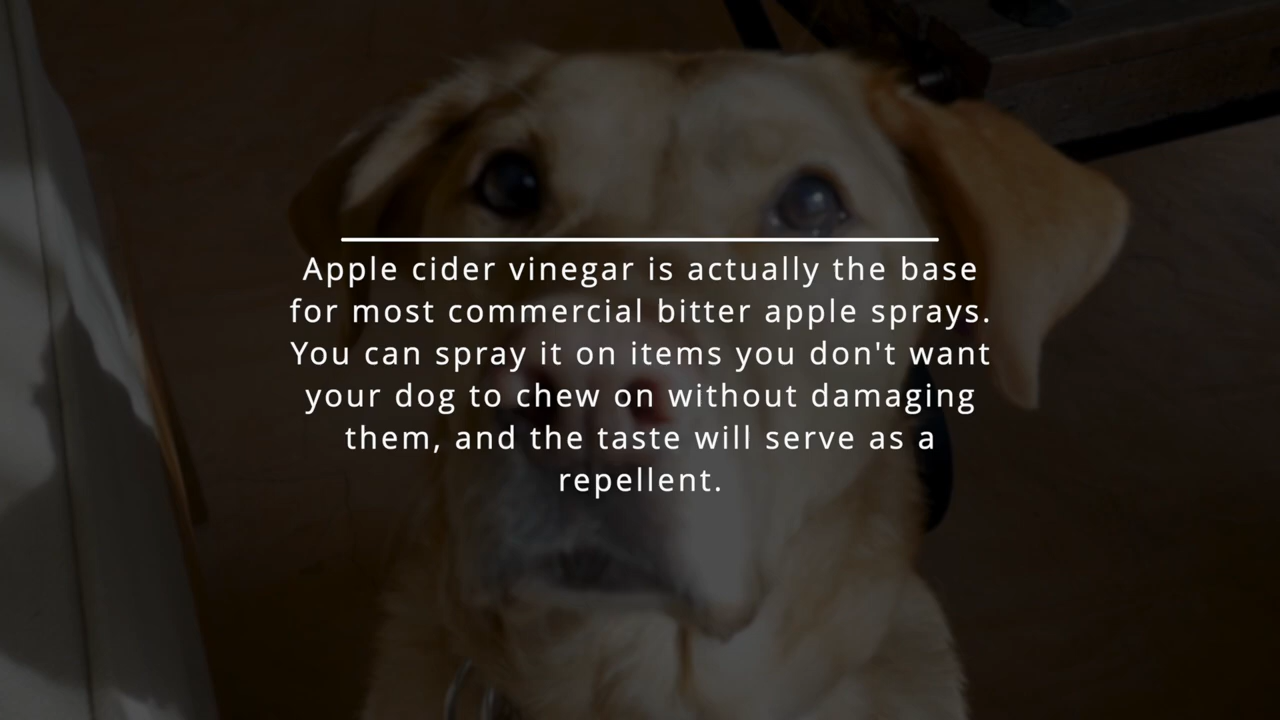 Apple cider vinegar is actually the base
for most commercial bitter apple sprays.
You can spray it on items you don't want
your dog to chew on without damaging
them, and the taste will serve as a
repellent.